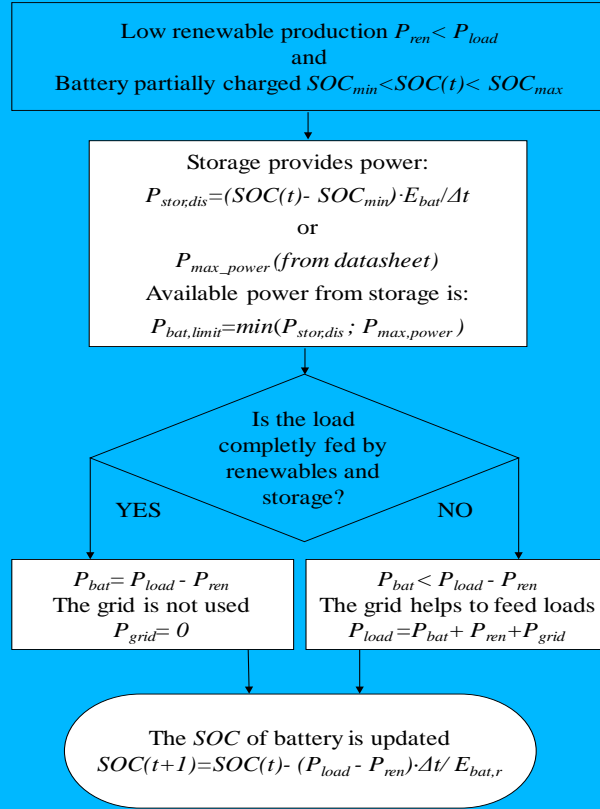 Low renewable production P_ren< P_load
and
Battery partially charged SOC_min<SOC(t)< SOC_max
Storage provides power:
P_stor,dis=(SOC(t)- SOC_min)·E_bat/Δt
or
P_max_power (from datasheet)
Available power from storage is:
P_bat,limit=min(P_stor,dis ; P_max,power )
Is the load
completly fed by
renewables and
storage?
YES
NO
P_bat= P_load - P_ren
The grid is not used
P_grid= 0
P_bat < P_load - P_ren
The grid helps to feed loads
P_load=P_bat+ P_ren+P_grid
The SOC of battery is updated
SOC(t+1)=SOC(t)- (P_load - P_ren)·Δt/ E_bat,r